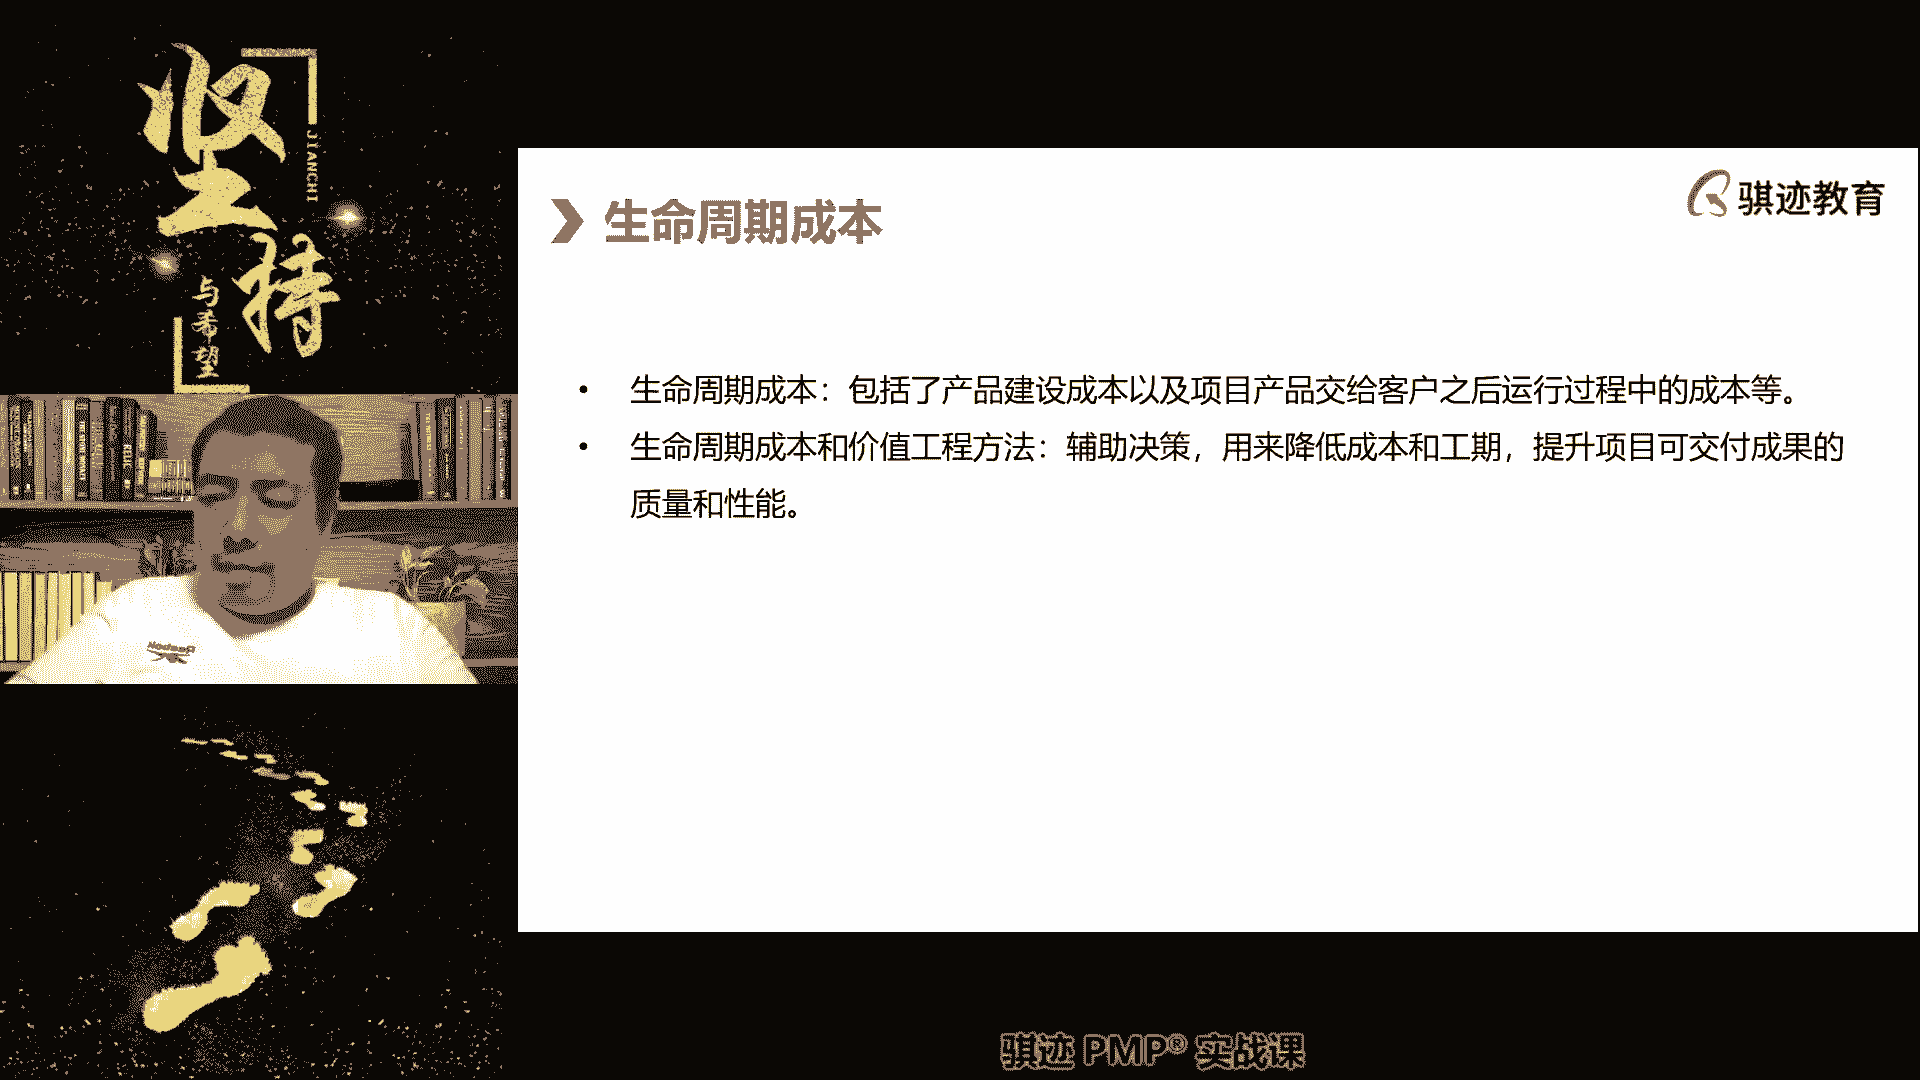 坚持
JIANCHI
与希望
生命周期成本
骐迹教育
• 生命周期成本：包括了产品建设成本以及项目产品交给客户之后运行过程中的成本等。
• 生命周期成本和价值工程方法：辅助决策，用来降低成本和工期，提升项目可交付成果的
质量和性能。
Reebok
骐迹 PMP® 实战课